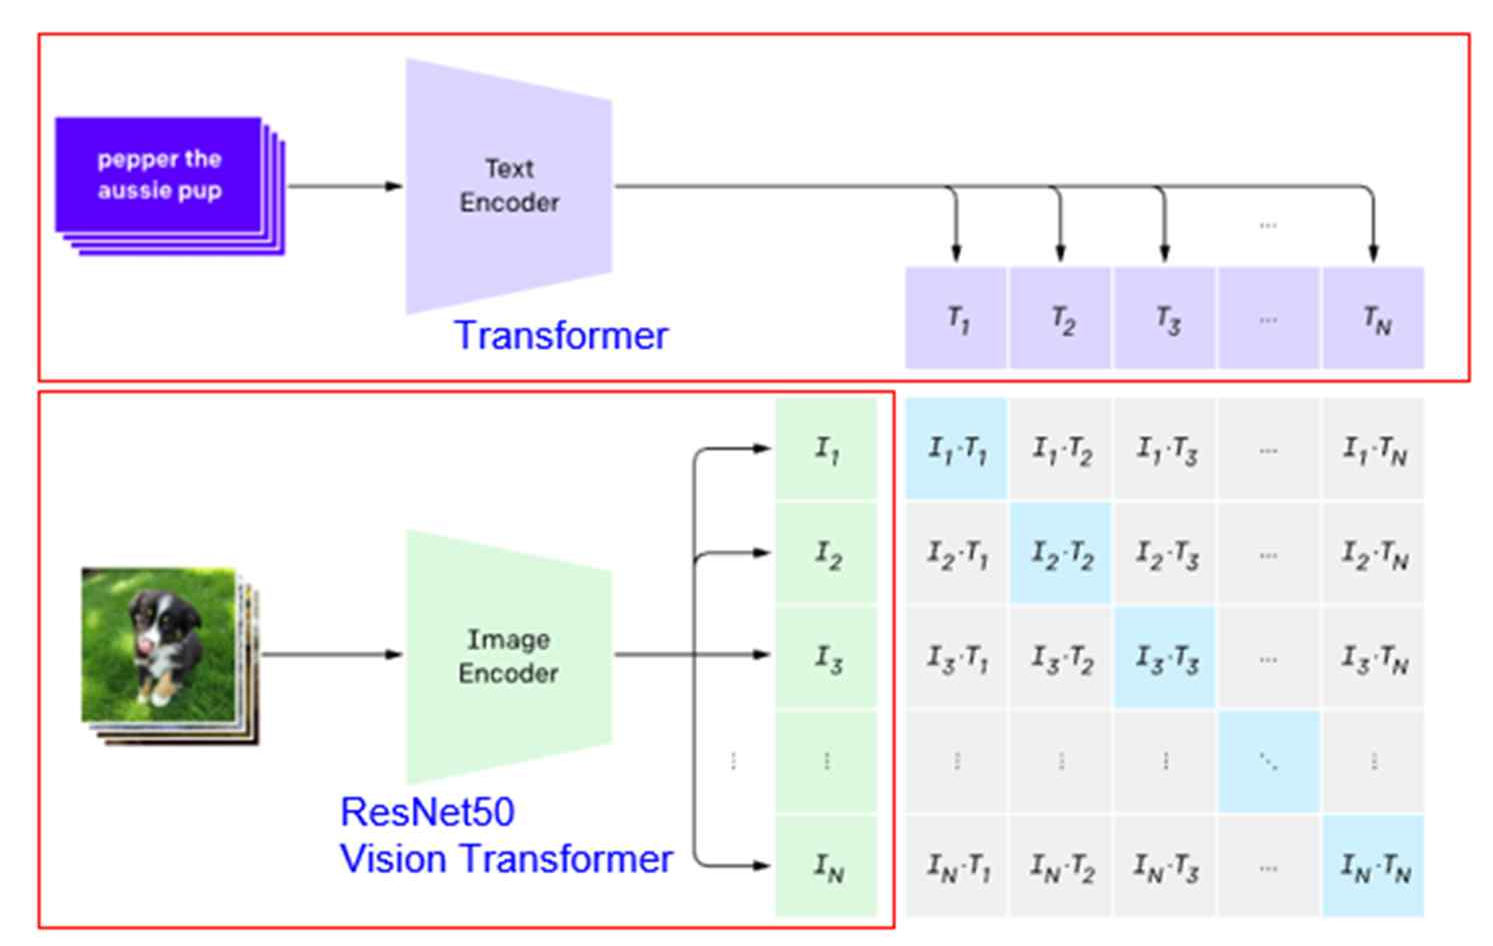 pepper the
aussie pup
Text
Encoder
Transformer
...
T1 T2 T3 ... TN
Image
Encoder
ResNet50
Vision Transformer
I1 I1·T1 I1·T2 I1·T3 ... I1·TN
I2 I2·T1 I2·T2 I2·T3 ... I2·TN
I3 I3·T1 I3·T2 I3·T3 ... I3·TN
⋮ ⋮ ⋮ ⋮ ⋮ ⋱ ⋮
IN IN·T1 IN·T2 IN·T3 ... IN·TN